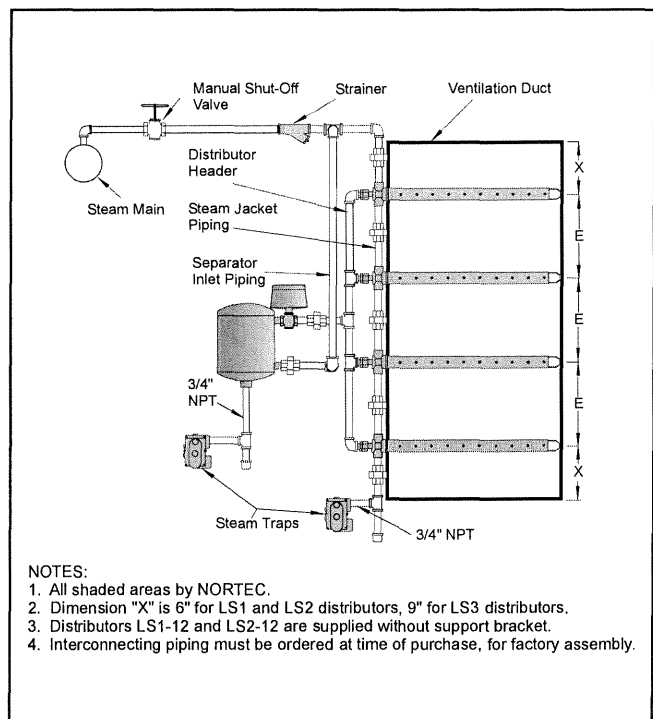 Manual Shut-Off
Valve
Strainer
Ventilation Duct
X
Distributor
Header
Steam Main
Steam Jacket
Piping
E
Separator
Inlet Piping
E
3/4"
NPT
E
X
Steam Traps
3/4" NPT
NOTES:
1. All shaded areas by NORTEC.
2. Dimension "X" is 6" for LS1 and LS2 distributors, 9" for LS3 distributors.
3. Distributors LS1-12 and LS2-12 are supplied without support bracket.
4. Interconnecting piping must be ordered at time of purchase, for factory assembly.